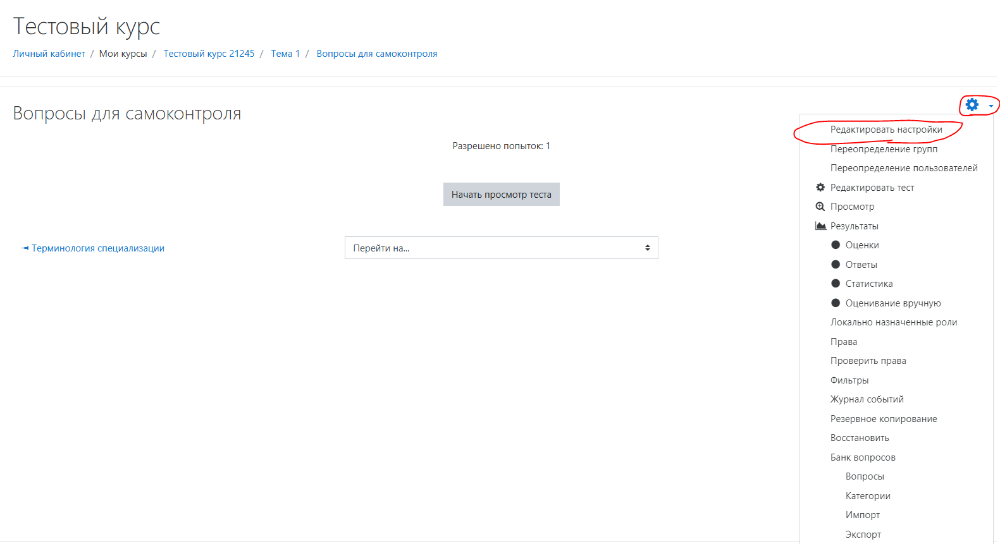 Тестовый курс
Личный кабинет / Мои курсы / Тестовый курс 21245 / Тема 1 / Вопросы для самоконтроля
Вопросы для самоконтроля
Разрешено попыток: 1
Начать просмотр теста
Терминология специализации
Перейти на...
Редактировать настройки
Переопределение групп
Переопределение пользователей
Редактировать тест
Просмотр
Результаты
Оценки
Ответы
Статистика
Оценивание вручную
Локально назначенные роли
Права
Проверить права
Фильтры
Журнал событий
Резервное копирование
Восстановить
Банк вопросов
Вопросы
Категории
Импорт
Экспорт